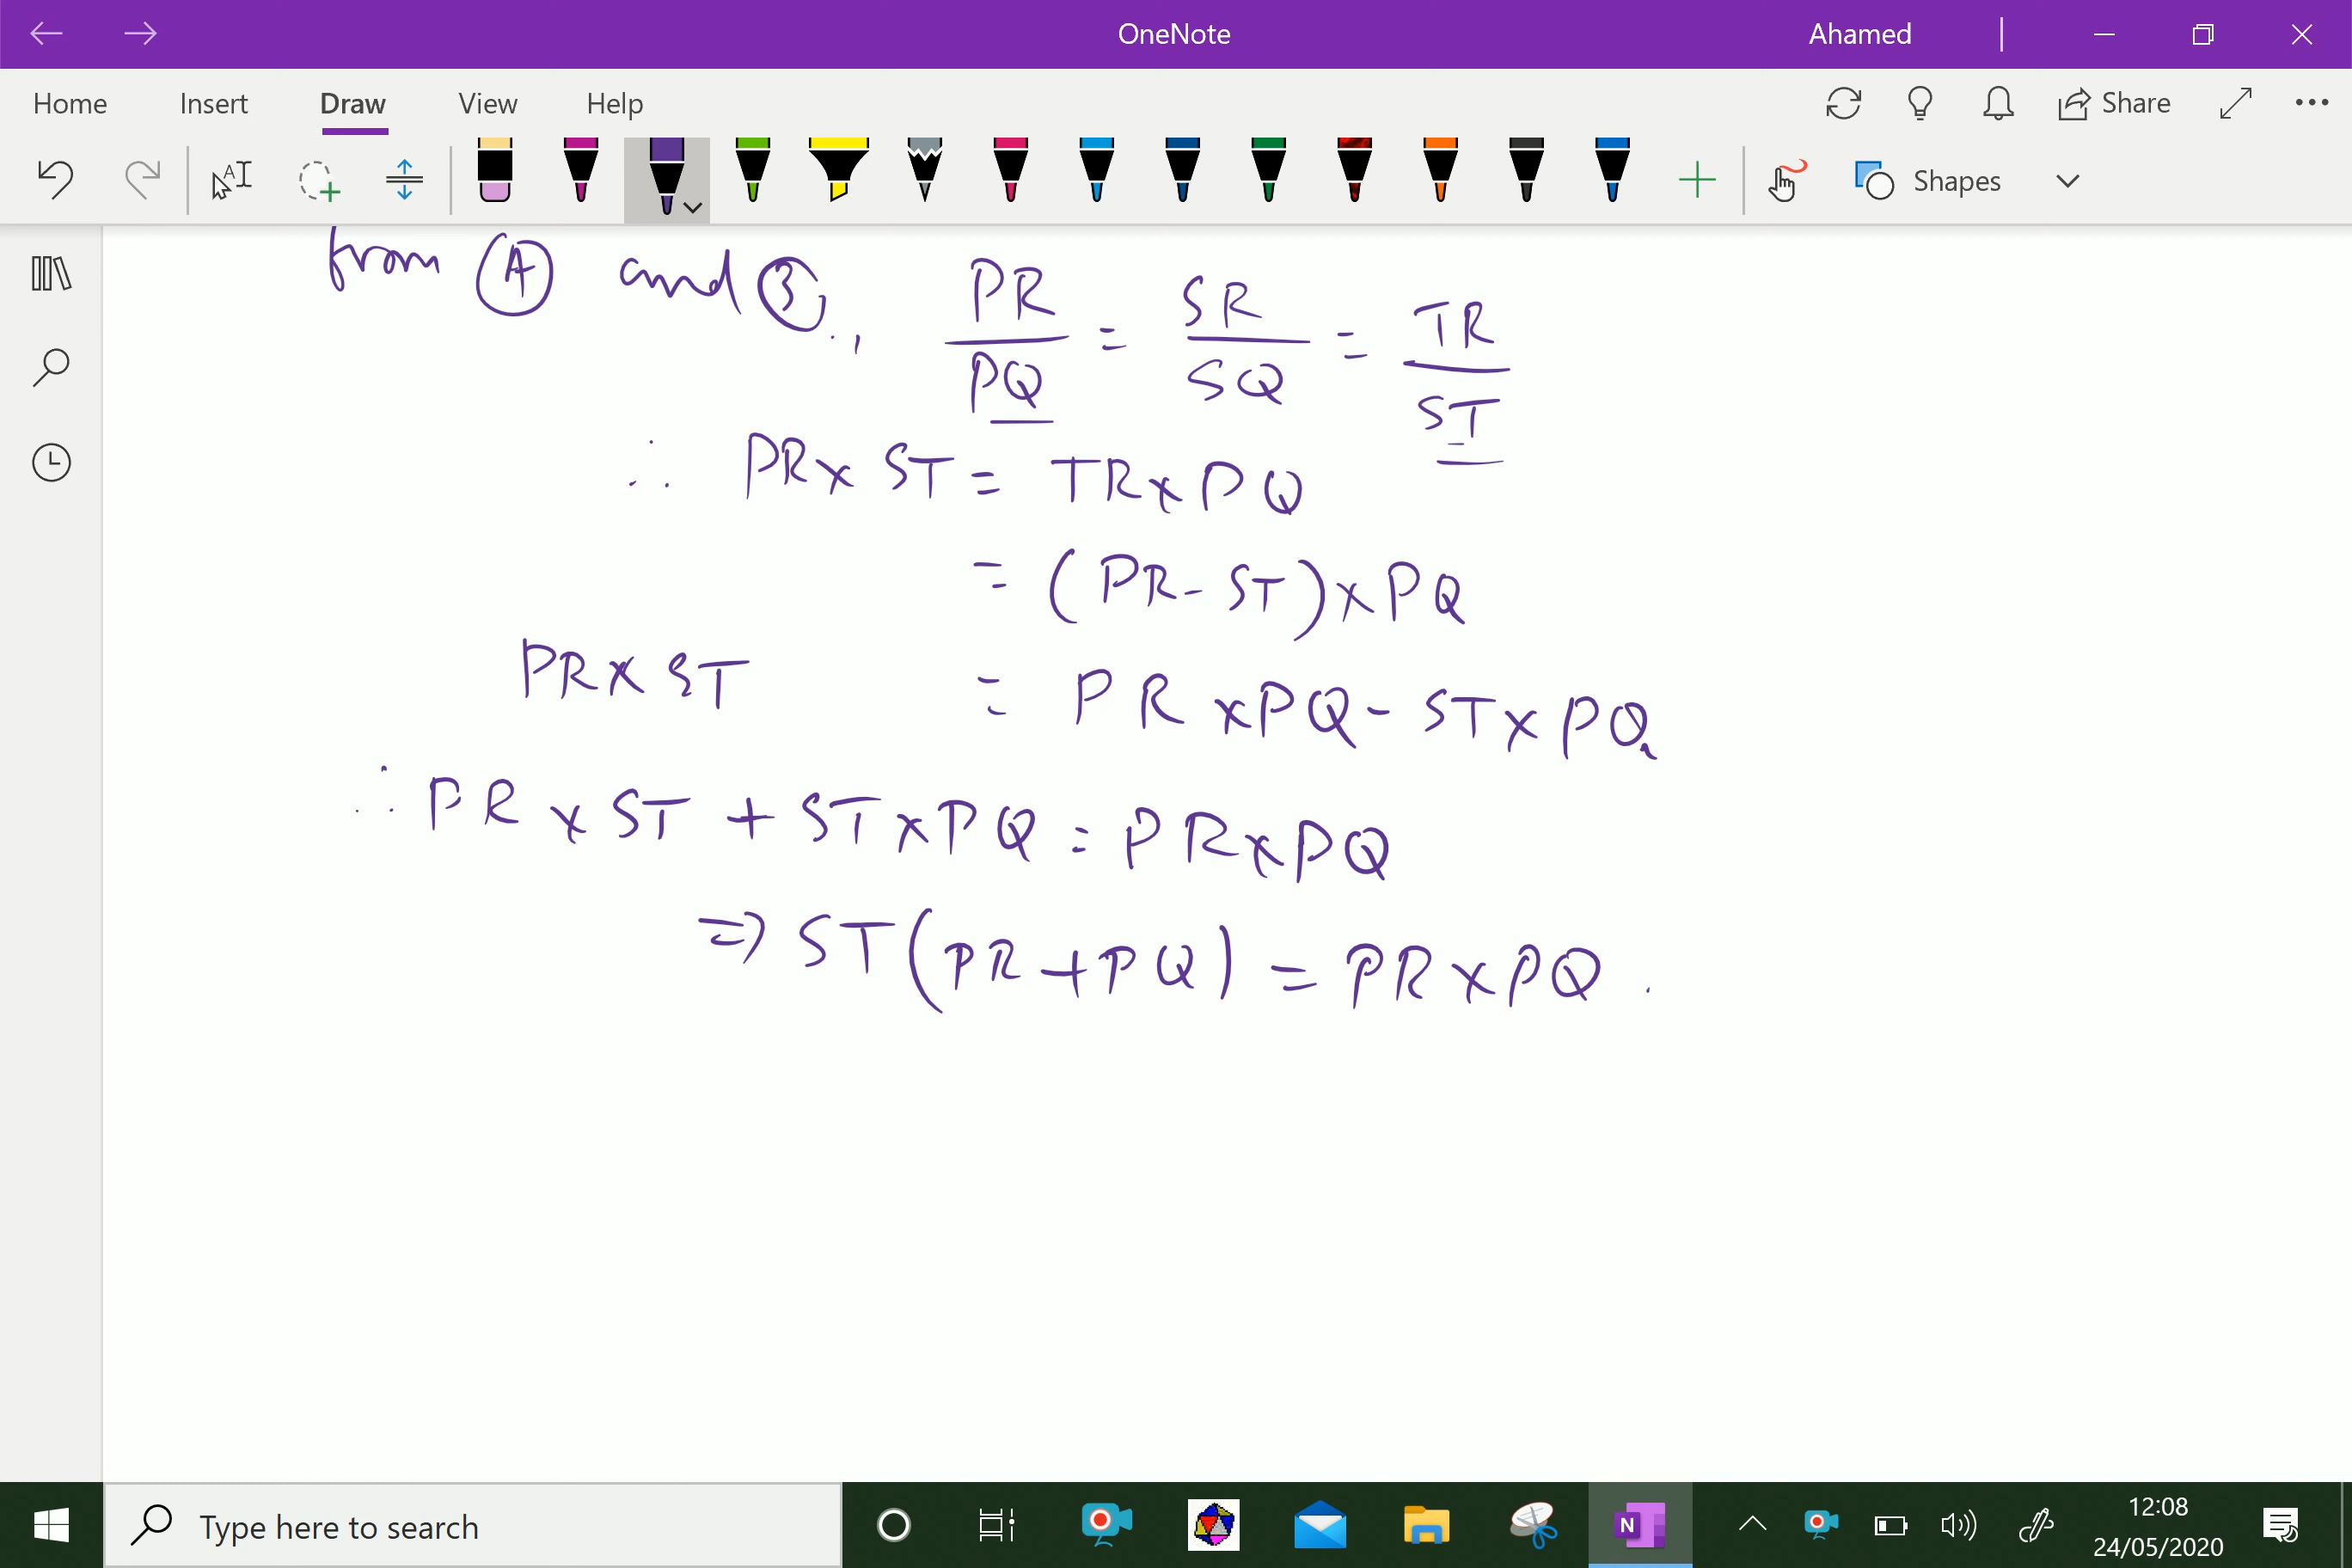 OneNote
Ahamed
Home Insert Draw View Help
Share
Shapes
from (4) and (3).,
PR/PQ = SR/SQ = TR/ST
∴ PR x ST = TR x PQ
= (PR - ST) x PQ
PR x ST = PR x PQ - ST x PQ
∴ PR x ST + ST x PQ = PR x PQ
⇒ ST (PR + PQ) = PR x PQ.
Type here to search
N
12:08
24/05/2020